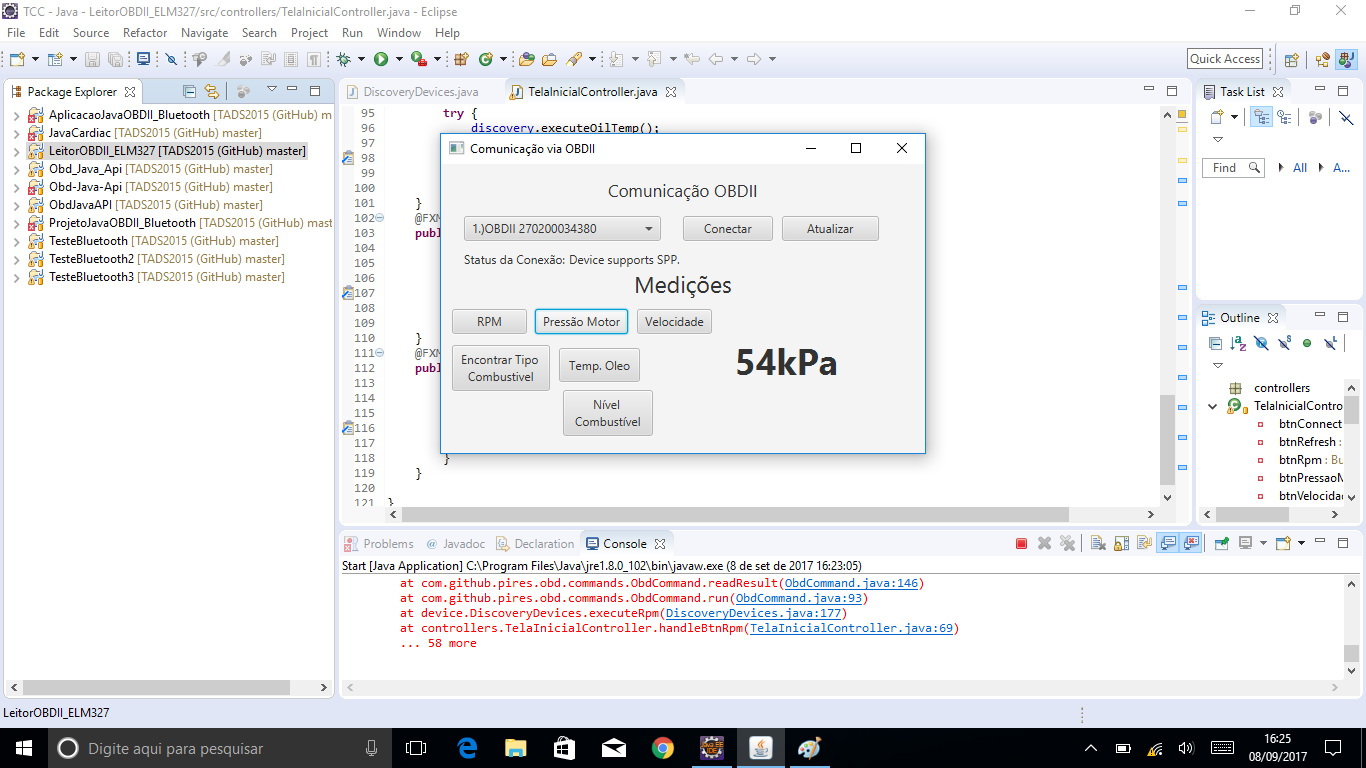 TCC - Java - LeitorOBDII_ELM327/src/controllers/TelaInicialController.java - Eclipse
File Edit Source Refactor Navigate Search Project Run Window Help
Quick Access
Package Explorer
AplicacaoJavaOBDII_Bluetooth [TADS2015 (GitHub) m
JavaCardiac [TADS2015 (GitHub) master]
LeitorOBDII_ELM327 [TADS2015 (GitHub) master]
Obd_Java_Api [TADS2015 (GitHub) master]
Obd-Java-Api [TADS2015 (GitHub) master]
ObdJavaAPI [TADS2015 (GitHub) master]
ProjetoJavaOBDII_Bluetooth [TADS2015 (GitHub) mast
TesteBluetooth [TADS2015 (GitHub) master]
TesteBluetooth2 [TADS2015 (GitHub) master]
TesteBluetooth3 [TADS2015 (GitHub) master]
DiscoveryDevices.java TelaInicialController.java
95 try {
96 discovery.executeOilTemp();
97
98
99
100
101 }
102 @FXM
103 publ
104
105
106
107
108
109
110 }
111 @FXM
112 publ
113
114
115
116
117
118 }
119 }
120
121 }
Comunicação via OBDII
Comunicação OBDII
1.)OBDII 270200034380 Conectar Atualizar
Status da Conexão: Device supports SPP.
Medições
RPM Pressão Motor Velocidade
Encontrar Tipo
Combustivel
Temp. Oleo
54kPa
Nível
Combustível
Task List
Find All A...
Outline
controllers
TelaInicialContro
btnConnect
btnRefresh :
btnRpm : Bu
btnPressaoM
btnVelocidad
Problems Javadoc Declaration Console
Start [Java Application] C:\Program Files\Java\jre1.8.0_102\bin\javaw.exe (8 de set de 2017 16:23:05)
at com.github.pires.obd.commands.ObdCommand.readResult(ObdCommand.java:146)
at com.github.pires.obd.commands.ObdCommand.run(ObdCommand.java:93)
at device.DiscoveryDevices.executeRpm(DiscoveryDevices.java:177)
at controllers.TelaInicialController.handleBtnRpm(TelaInicialController.java:69)
... 58 more
LeitorOBDII_ELM327
Digite aqui para pesquisar
16:25
08/09/2017